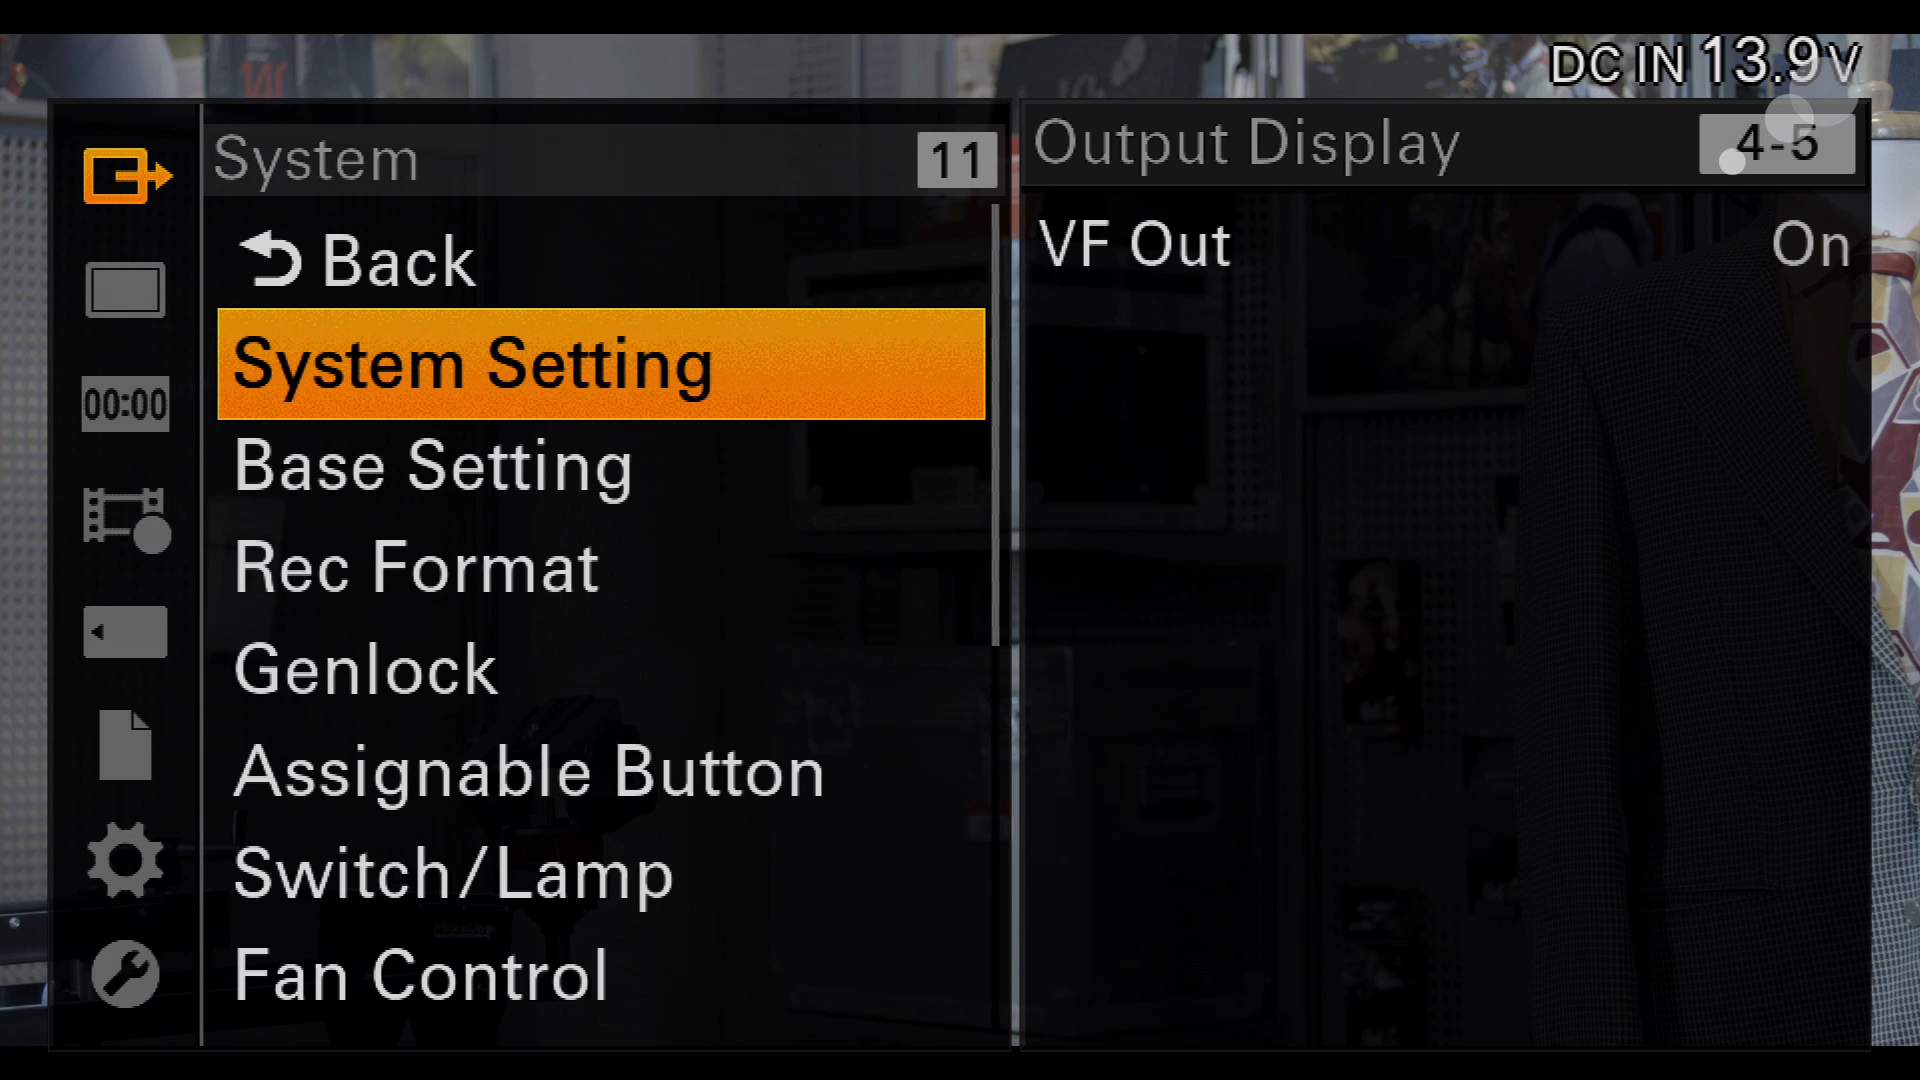 DC IN 13.9V
System 11
Back
System Setting
Base Setting
Rec Format
Genlock
Assignable Button
Switch/Lamp
Fan Control
00:00
Output Display 4-5
VF Out On